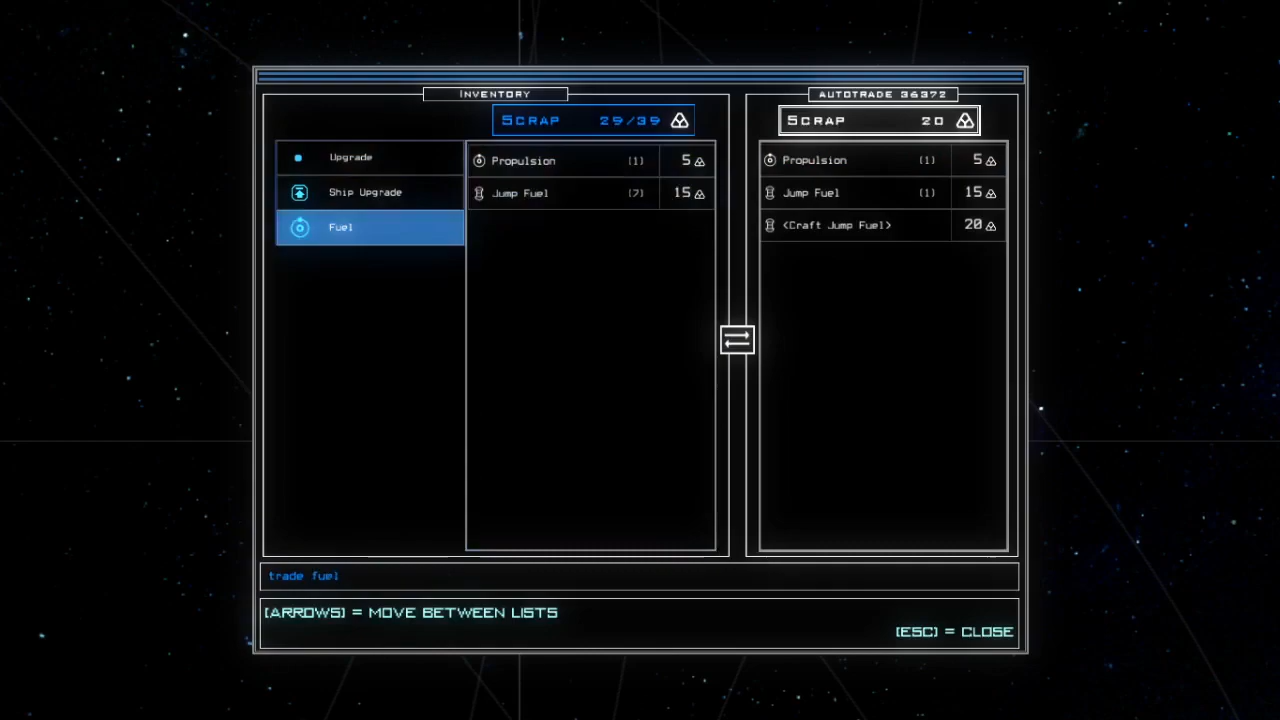 INVENTORY
SCRAP 29/39
Upgrade
Ship Upgrade
Fuel
Propulsion (1) 5
Jump Fuel (7) 15
AUTOTRADE 36372
SCRAP 20
Propulsion (1) 5
Jump Fuel (1) 15
<Craft Jump Fuel> 20
trade fuel
[ARROWS] = MOVE BETWEEN LISTS
[ESC] = CLOSE